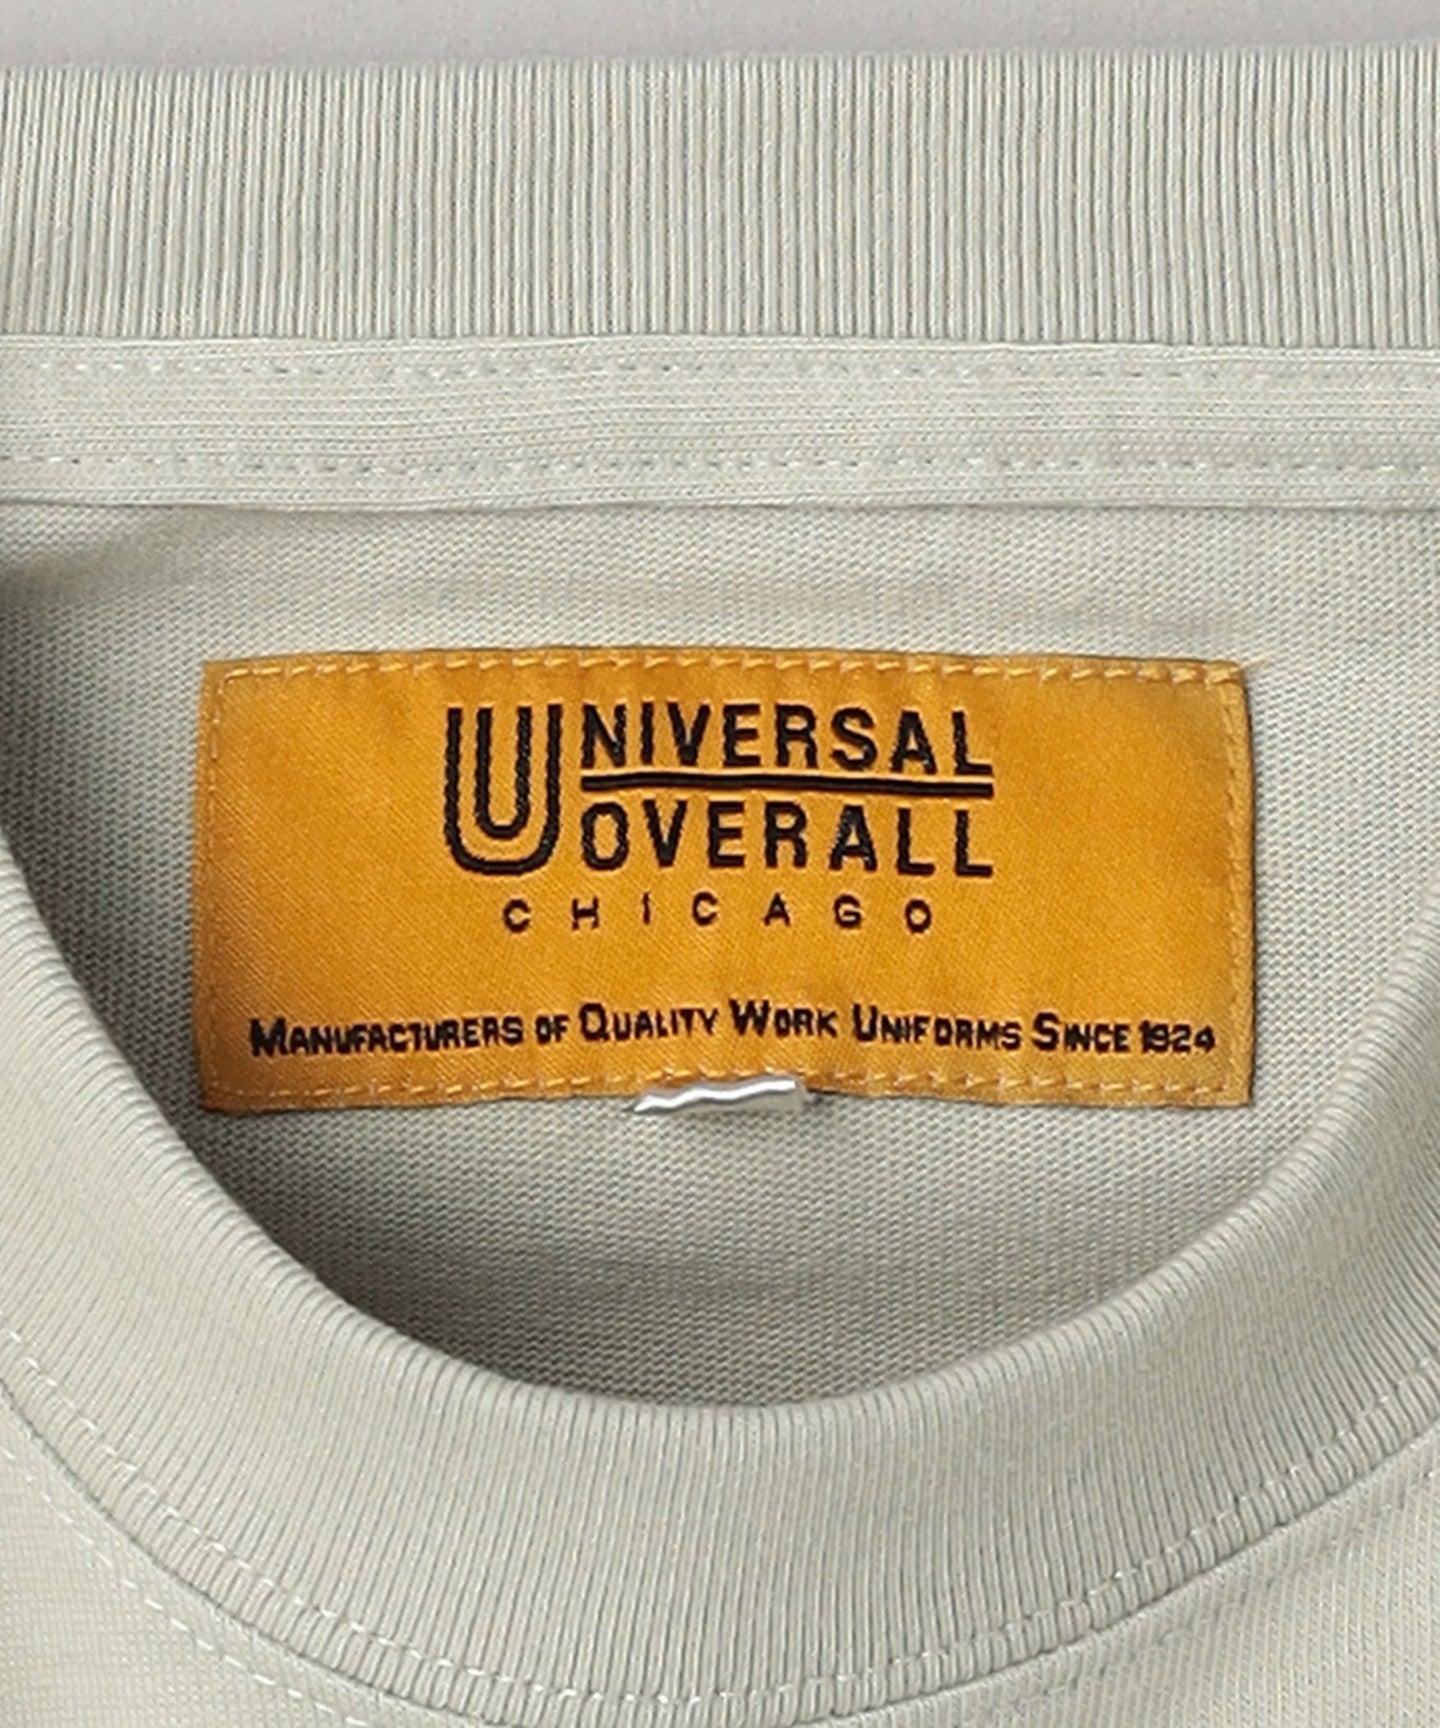 UNIVERSAL
OVERALL
CHICAGO
MANUFACTURERS OF QUALITY WORK UNIFORMS SINCE 1924